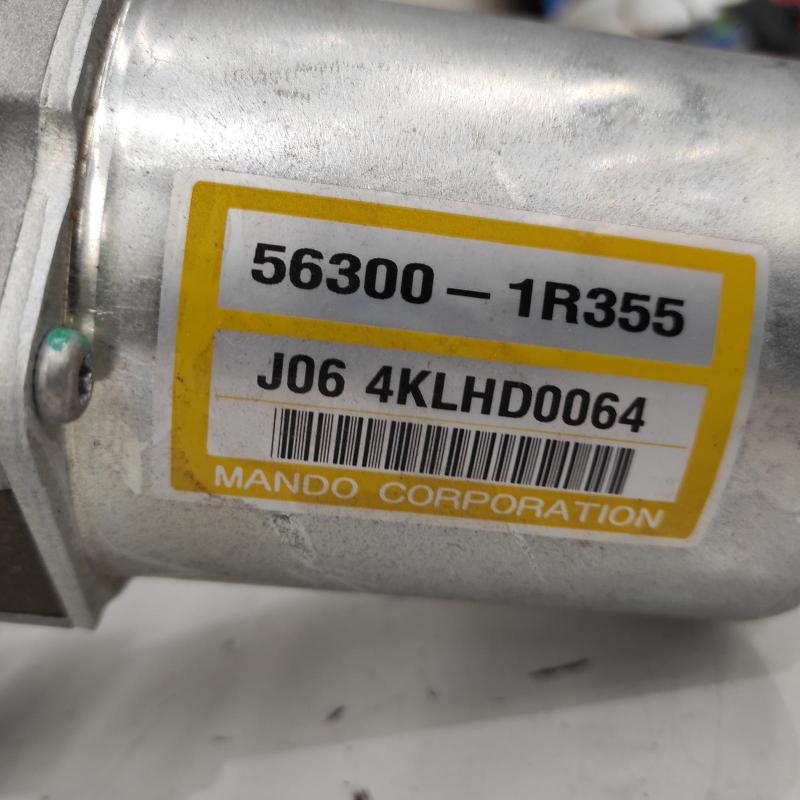 56300-1R355
J06 4KLHD0064
MANDO CORPORATION